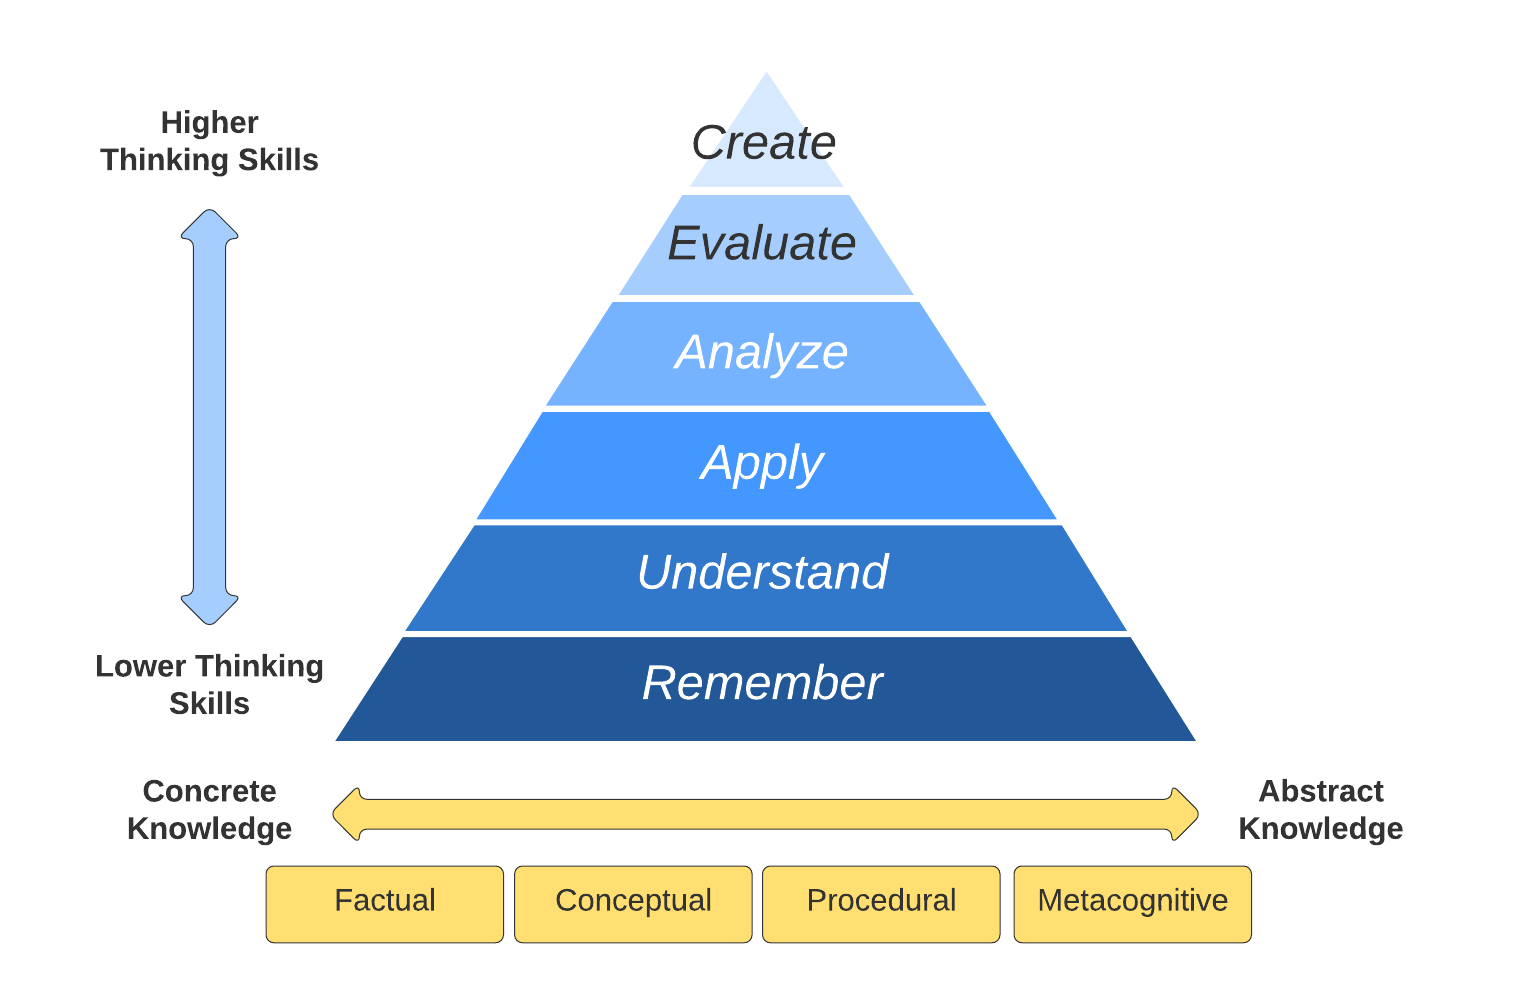 Higher
Thinking Skills
Create
Evaluate
Analyze
Apply
Understand
Remember
Lower Thinking
Skills
Concrete
Knowledge
Abstract
Knowledge
Factual
Conceptual
Procedural
Metacognitive